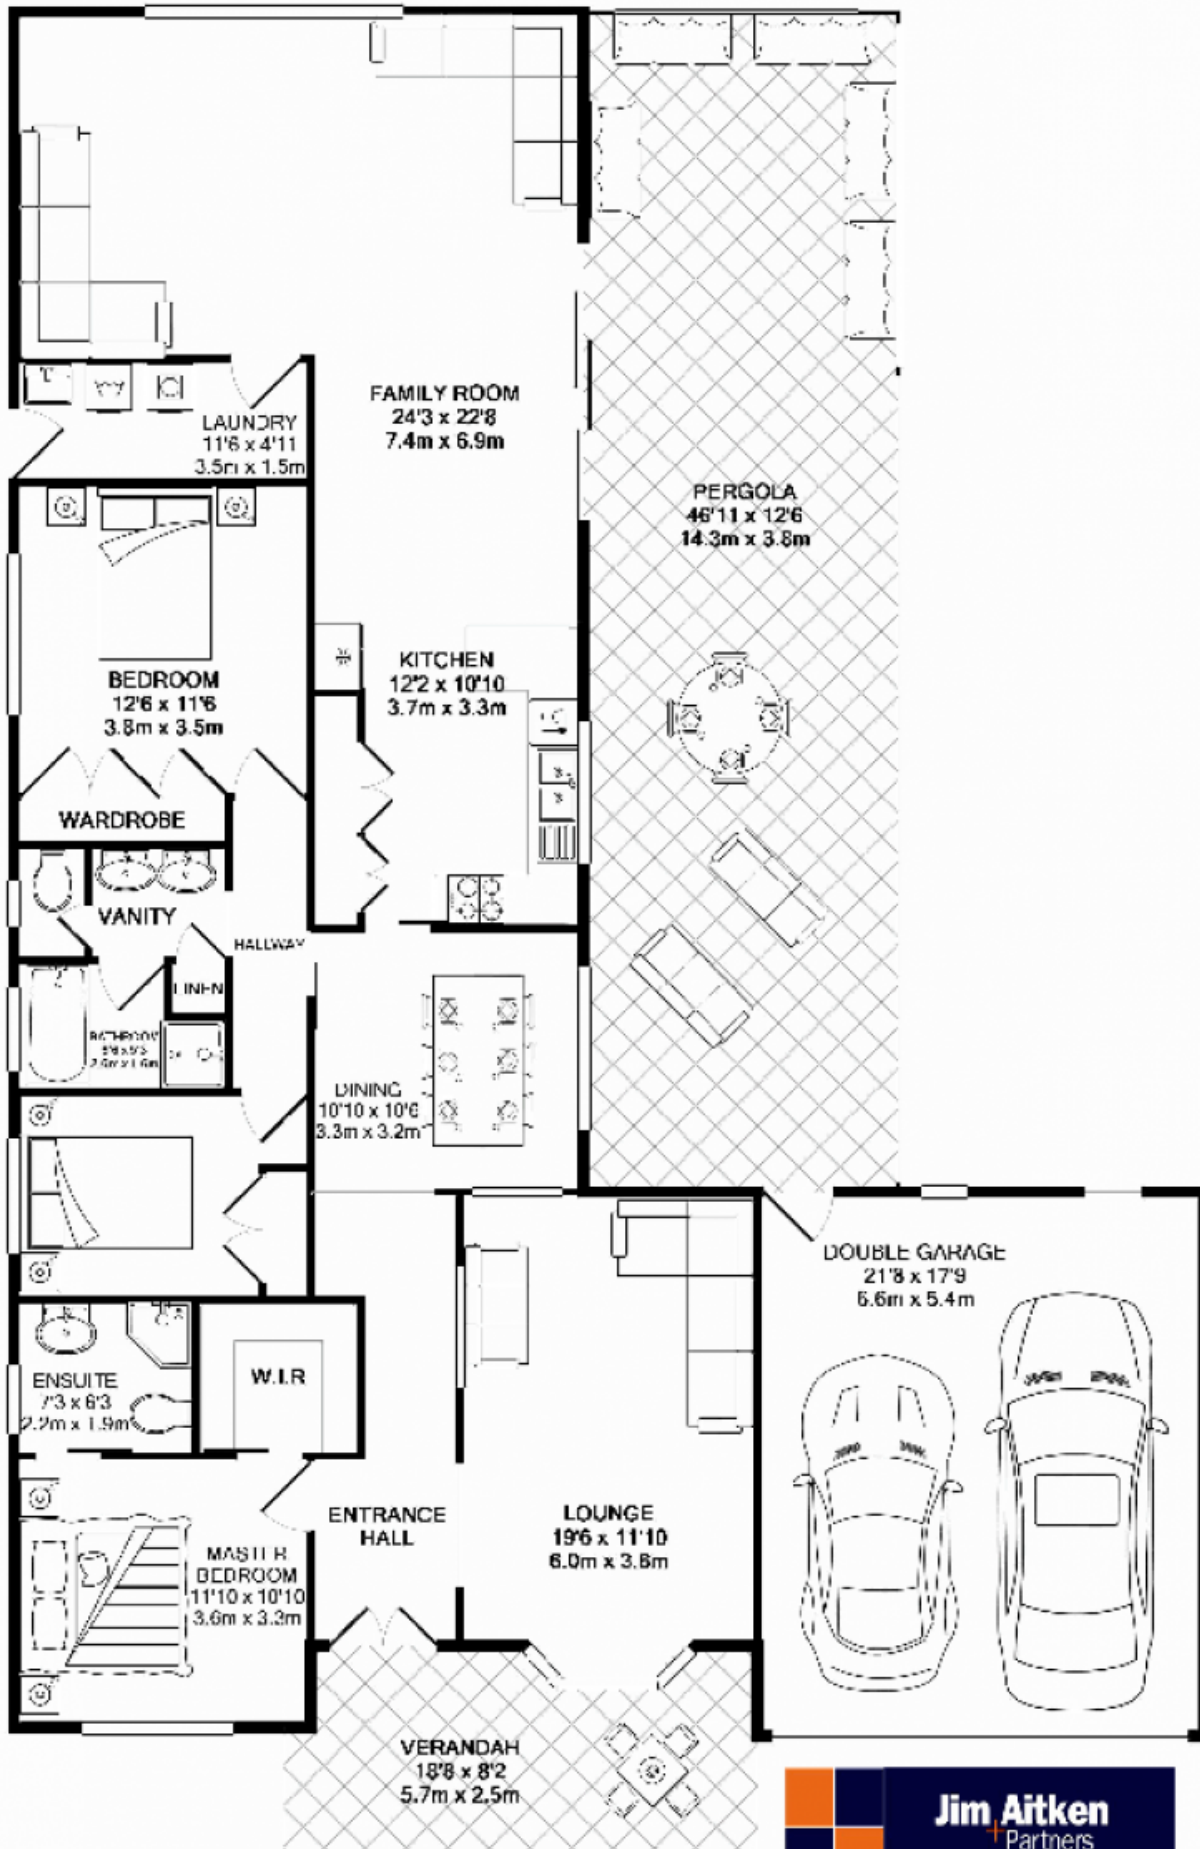 FAMILY ROOM
24'3 x 22'8
7.4m x 6.9m
LAUNDRY
11'6 x 4'11
3.5m x 1.5m
PERGOLA
46'11 x 12'6
14.3m x 3.8m
BEDROOM
12'6 x 11'6
3.8m x 3.5m
KITCHEN
12'2 x 10'10
3.7m x 3.3m
WARDROBE
VANITY
HALLWAY
LINEN
BATHROOM
DINING
10'10 x 10'6
3.3m x 3.2m
DOUBLE GARAGE
21'8 x 17'9
6.6m x 5.4m
W.I.R
ENSUITE
7'3 x 6'3
2.2m x 1.9m
ENTRANCE
HALL
LOUNGE
19'6 x 11'10
6.0m x 3.6m
MASTER
BEDROOM
11'10 x 10'10
3.6m x 3.3m
VERANDAH
18'8 x 8'2
5.7m x 2.5m
Jim Aitken
+ Partners